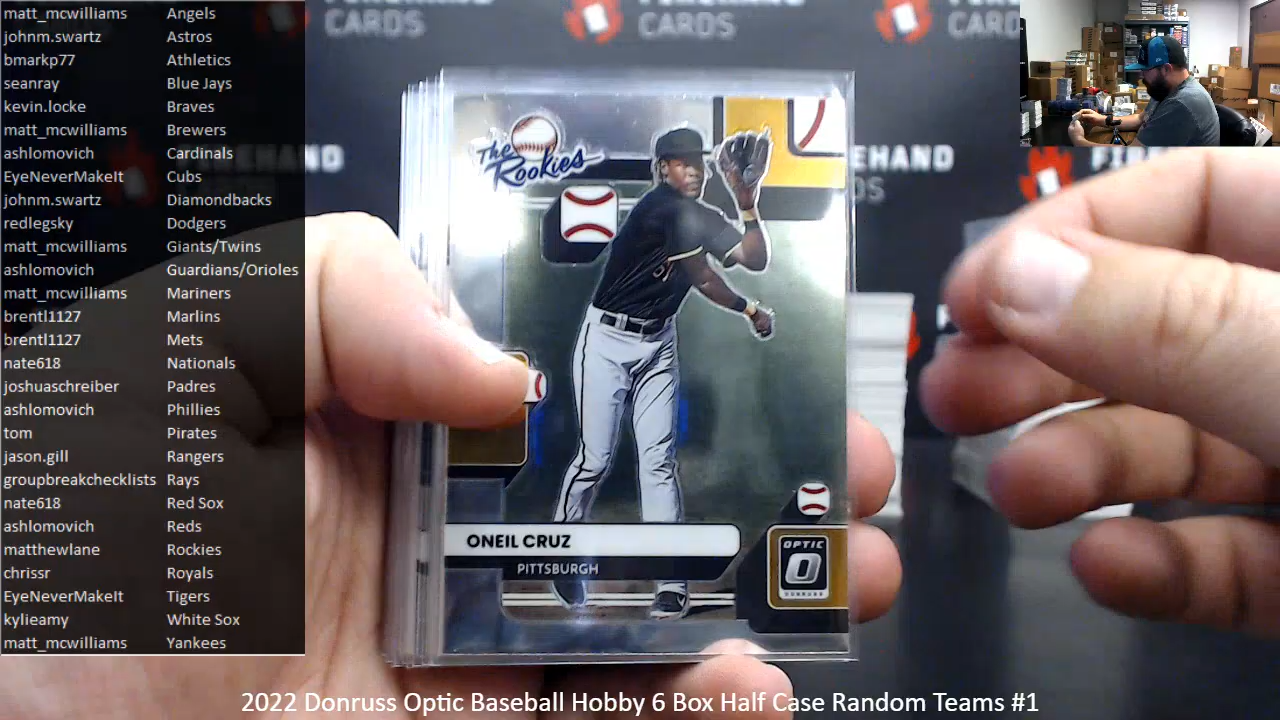 matt_mcwilliams Angels
johnm.swartz Astros
bmarkp77 Athletics
seanray Blue Jays
kevin.locke Braves
matt_mcwilliams Brewers
ashlomovich Cardinals
EyeNeverMakeIt Cubs
johnm.swartz Diamondbacks
redlegsky Dodgers
matt_mcwilliams Giants/Twins
ashlomovich Guardians/Orioles
matt_mcwilliams Mariners
brentl1127 Marlins
brentl1127 Mets
nate618 Nationals
joshuaschreiber Padres
ashlomovich Phillies
tom Pirates
jason.gill Rangers
groupbreakchecklists Rays
nate618 Red Sox
ashlomovich Reds
matthewlane Rockies
chrissr Royals
EyeNeverMakeIt Tigers
kylieamy White Sox
matt_mcwilliams Yankees
CARDS
The
Rookies
ONEIL CRUZ
PITTSBURGH
OPTIC
DONRUSS
2022 Donruss Optic Baseball Hobby 6 Box Half Case Random Teams #1